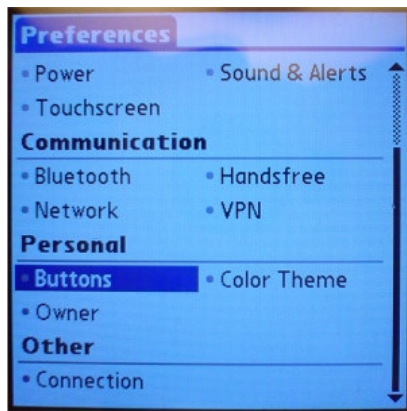 Preferences
Power Sound & Alerts
Touchscreen
Communication
Bluetooth Handsfree
Network VPN
Personal
Buttons Color Theme
Owner
Other
Connection